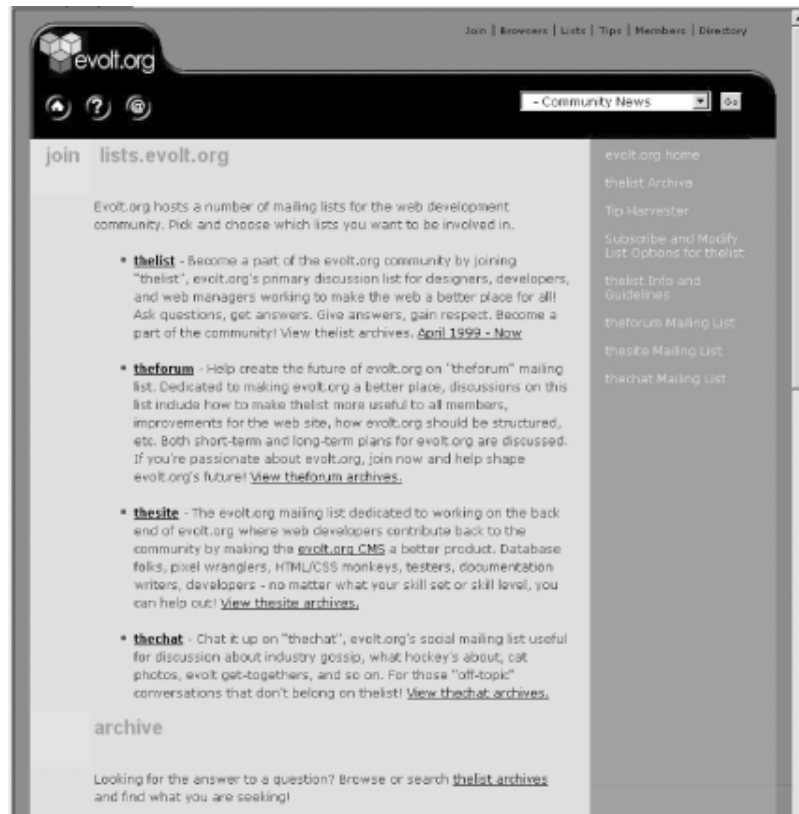 Join | Browsers | Lists | Tips | Members | Directory
evolt.org
- Community News
Go
join lists.evolt.org
Evolt.org hosts a number of mailing lists for the web development
community. Pick and choose which lists you want to be involved in.
• thelist - Become a part of the evolt.org community by joining
"thelist", evolt.org's primary discussion list for designers, developers,
and web managers working to make the web a better place for all!
Ask questions, get answers. Give answers, gain respect. Become a
part of the community! View thelist archives. April 1999 - Now
• theforum - Help create the future of evolt.org on "theforum" mailing
list. Dedicated to making evolt.org a better place, discussions on this
list include how to make thelist more useful to all members,
improvements for the web site, how evolt.org should be structured,
etc. Both short-term and long-term plans for evolt.org are discussed.
If you're passionate about evolt.org, join now and help shape
evolt.org's future! View theforum archives.
• thesite - The evolt.org mailing list dedicated to working on the back
end of evolt.org where web developers contribute back to the
community by making the evolt.org CMS a better product. Database
folks, pixel wranglers, HTML/CSS monkeys, testers, documentation
writers, developers - no matter what your skill set or skill level, you
can help out! View thesite archives.
• thechat - Chat it up on "thechat", evolt.org's social mailing list useful
for discussion about industry gossip, what hockey's about, cat
photos, evolt get-togethers, and so on. For those "off-topic"
conversations that don't belong on thelist! View thechat archives.
archive
Looking for the answer to a question? Browse or search thelist archives
and find what you are seeking!
evolt.org home
thelist Archive
Tip Harvester
Subscribe and Modify
List Options for thelist
thelist Info and
Guidelines
theforum Mailing List
thesite Mailing List
thechat Mailing List